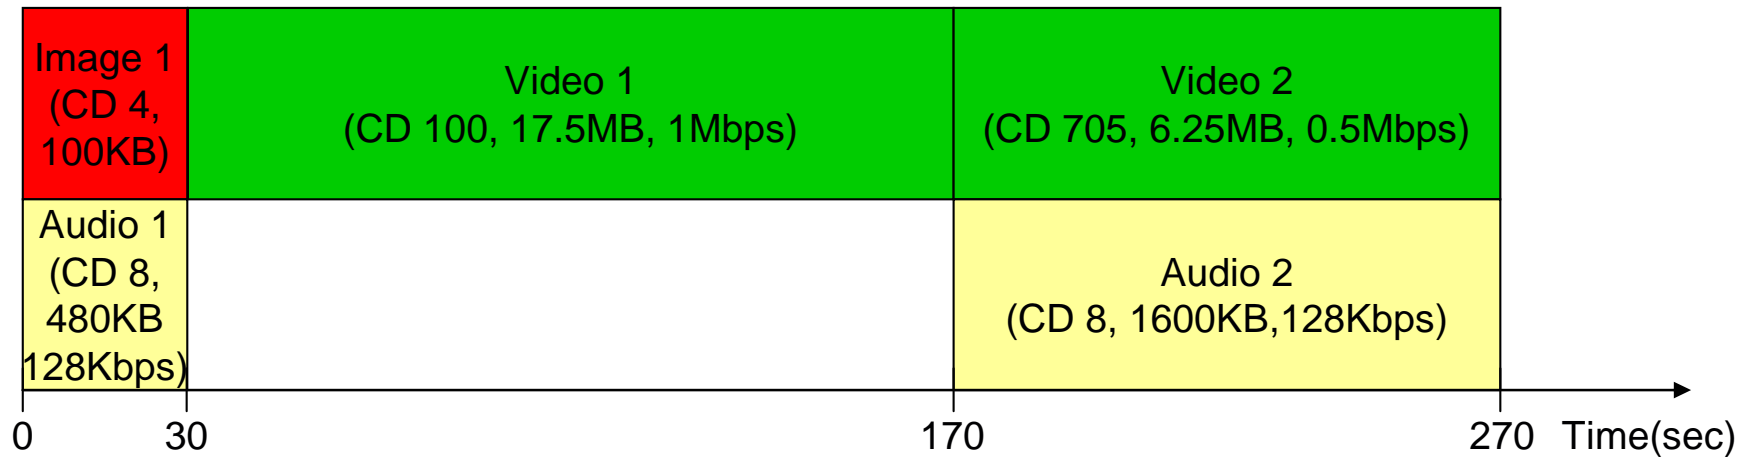 Image 1
(CD 4,
100KB)
Video 1
(CD 100, 17.5MB, 1Mbps)
Video 2
(CD 705, 6.25MB, 0.5Mbps)
Audio 1
(CD 8,
480KB
128Kbps)
Audio 2
(CD 8, 1600KB,128Kbps)
0 30 170 270 Time(sec)